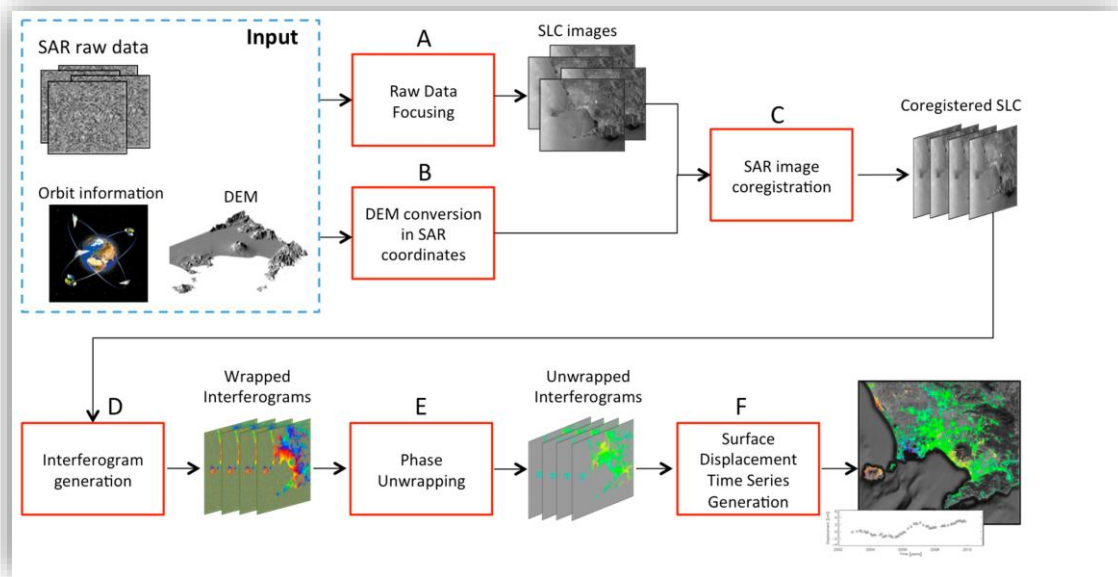 Input
SAR raw data
Orbit information
DEM
A
Raw Data
Focusing
SLC images
B
DEM conversion
in SAR
coordinates
C
SAR image
coregistration
Coregistered SLC
D
Interferogram
generation
Wrapped
Interferograms
E
Phase
Unwrapping
Unwrapped
Interferograms
F
Surface
Displacement
Time Series
Generation